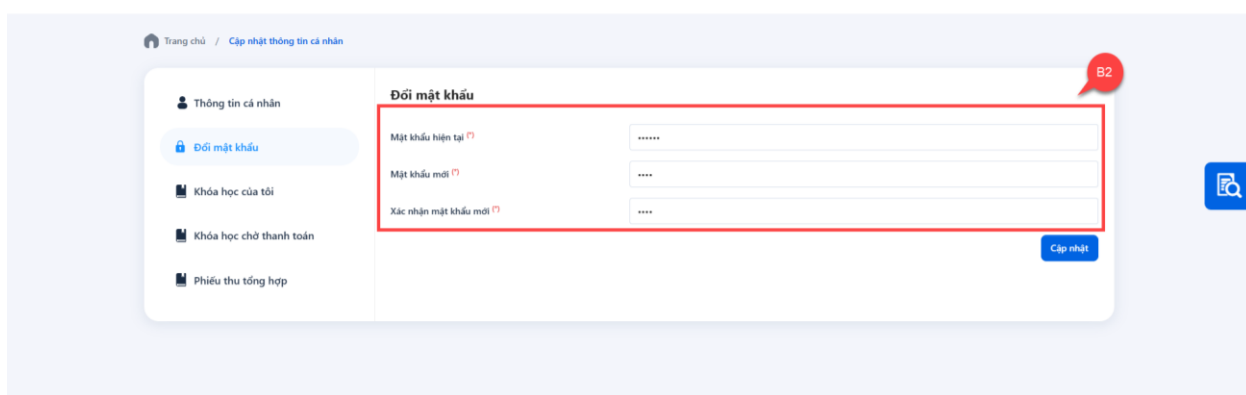 Trang chủ / Cập nhật thông tin cá nhân
B2
Thông tin cá nhân
Đổi mật khẩu
Khóa học của tôi
Khóa học chờ thanh toán
Phiếu thu tổng hợp
Đổi mật khẩu
Mật khẩu hiện tại (*) ••••••
Mật khẩu mới (*) ••••
Xác nhận mật khẩu mới (*) ••••
Cập nhật